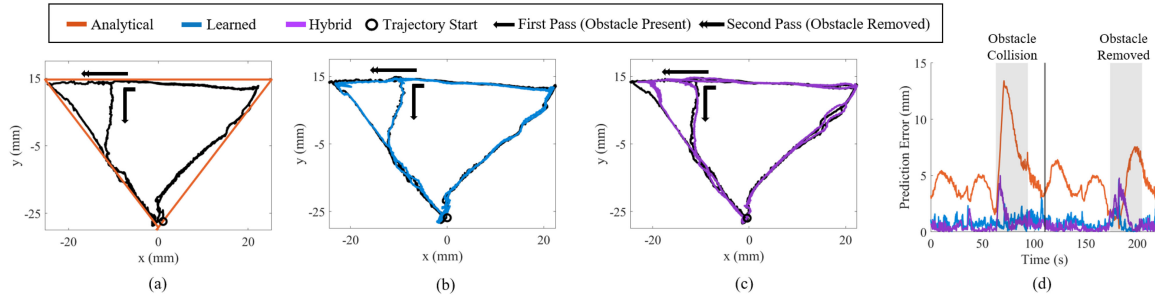 Analytical Learned Hybrid Trajectory Start First Pass (Obstacle Present) Second Pass (Obstacle Removed)
15
-5
-25
y (mm)
-20 0 20
x (mm)
(a)
15
-5
-25
y (mm)
-20 0 20
x (mm)
(b)
15
-5
-25
y (mm)
-20 0 20
x (mm)
(c)
Obstacle
Collision
Obstacle
Removed
15
10
5
0
Prediction Error (mm)
0 50 100 150 200
Time (s)
(d)